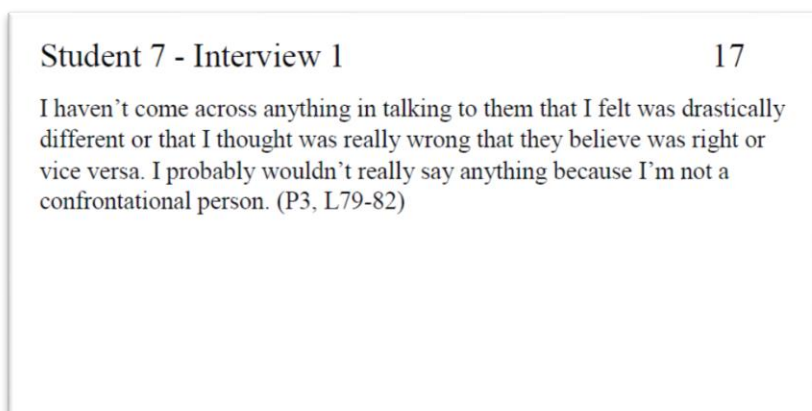 Student 7 - Interview 1 17
I haven’t come across anything in talking to them that I felt was drastically
different or that I thought was really wrong that they believe was right or
vice versa. I probably wouldn’t really say anything because I’m not a
confrontational person. (P3, L79-82)